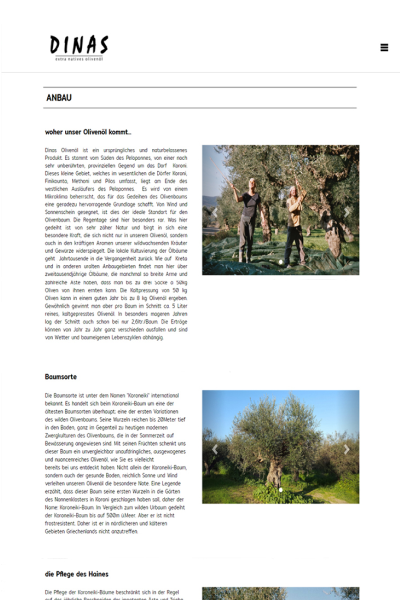 DINAS
extra natives olivenöl
ANBAU
woher unser Olivenöl kommt..
Dinas Olivenöl ist ein ursprüngliches und naturbelassenes
Produkt. Es stammt vom Süden des Peloponnes, von einer noch
sehr unberührten, provinziellen Gegend um das Dorf Koroni.
Dieses kleine Gebiet, welches im wesentlichen die Dörfer Koroni,
Finikounta, Methoni und Pilos umfasst, liegt am Ende des
westlichen Ausläufers des Peloponnes. Es wird von einem
Mikroklima beherrscht, das für das Gedeihen des Olivenbaums
eine geradezu hervorragende Grundlage schafft. Von Wind und
Sonnenschein gesegnet, ist dies der ideale Standort für den
Olivenbaum. Die Regentage sind hier besonders rar. Was hier
gedeiht ist von sehr zäher Natur und birgt in sich eine
besondere Kraft, die sich nicht nur in unserem Olivenöl, sondern
auch in den kräftigen Aromen unserer wildwachsenden Kräuter
und Gewürze widerspiegelt. Die lokale Kultivierung der Ölbäume
geht Jahrtausende in die Vergangenheit zurück. Wie auf Kreta
und in anderen uralten Anbaugebieten findet man hier über
zweitausendjährige Ölbäume, die manchmal so breite Arme und
zahlreiche Äste haben, dass man bis zu drei Säcke a 50kg
Oliven von ihnen ernten kann. Die Kaltpressung von 50 kg
Oliven kann in einem guten Jahr bis zu 8 kg Olivenöl ergeben.
Gewöhnlich gewinnt man aber pro Baum im Schnitt ca. 5 Liter
reines, kaltgepresstes Olivenöl. In besonders mageren Jahren
lag der Schnitt auch schon bei nur 2,6ltr/Baum. Die Erträge
können von Jahr zu Jahr ganz verschieden ausfallen und sind
von Wetter und baumeigenen Lebenszyklen abhängig.
Baumsorte
Die Baumsorte ist unter dem Namen "Koroneiki" international
bekannt. Es handelt sich beim Koroneiki-Baum um eine der
ältesten Baumsorten überhaupt, eine der ersten Variationen
des wilden Olivenbaums. Seine Wurzeln reichen bis 20Meter tief
in den Boden, ganz im Gegenteil zu heutigen modernen
Zwergkulturen des Olivenbaums, die in der Sommerzeit auf
Bewässerung angewiesen sind. Mit seinen Früchten schenkt uns
dieser Baum ein unvergleichbar unaufdringliches, ausgewogenes
und nuancenreiches Olivenöl, wie Sie es vielleicht
bereits bei uns entdeckt haben. Nicht allein der Koroneiki-Baum,
sondern auch der gesunde Boden, reichlich Sonne und Wind
verleihen unserem Olivenöl die besondere Note. Eine Legende
erzählt, dass dieser Baum seine ersten Wurzeln in die Gärten
des Nonnenklosters in Koroni geschlagen haben soll, daher der
Name: Koroneiki-Baum. Im Vergleich zum wilden Urbaum gedeiht
der Koroneiki-Baum bis auf 500m ü.Meer. Aber er ist nicht
frostresistent. Daher ist er in nördlicheren und kälteren
Gebieten Griechenlands nicht anzutreffen.
die Pflege des Haines
Die Pflege der Koroneiki-Bäume beschränkt sich in der Regel